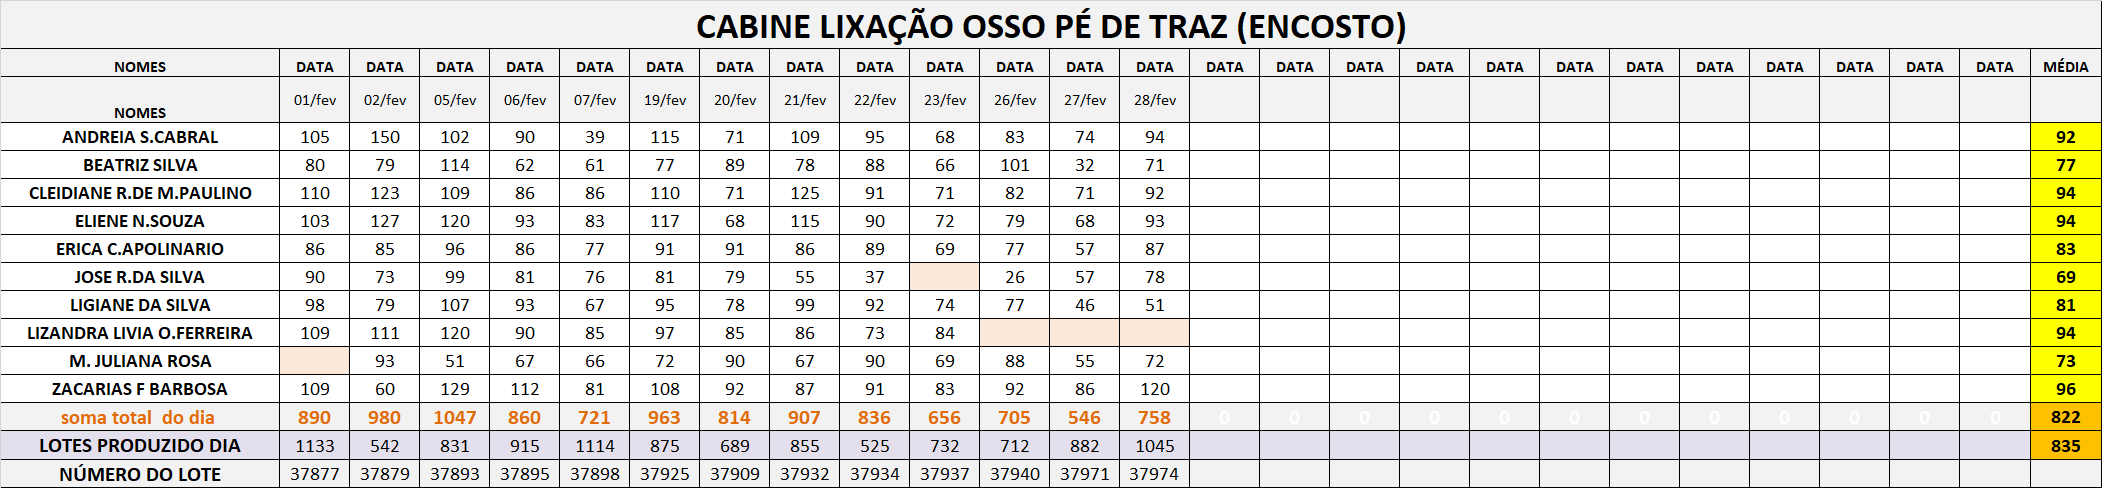 CABINE LIXAÇÃO OSSO PÉ DE TRAZ (ENCOSTO)
NOMES DATA DATA DATA DATA DATA DATA DATA DATA DATA DATA DATA DATA DATA DATA DATA DATA DATA DATA DATA DATA DATA DATA DATA DATA DATA MÉDIA
NOMES 01/fev 02/fev 05/fev 06/fev 07/fev 19/fev 20/fev 21/fev 22/fev 23/fev 26/fev 27/fev 28/fev
ANDREIA S.CABRAL 105 150 102 90 39 115 71 109 95 68 83 74 94 92
BEATRIZ SILVA 80 79 114 62 61 77 89 78 88 66 101 32 71 77
CLEIDIANE R.DE M.PAULINO 110 123 109 86 86 110 71 125 91 71 82 71 92 94
ELIENE N.SOUZA 103 127 120 93 83 117 68 115 90 72 79 68 93 94
ERICA C.APOLINARIO 86 85 96 86 77 91 91 86 89 69 77 57 87 83
JOSE R.DA SILVA 90 73 99 81 76 81 79 55 37 26 57 78 69
LIGIANE DA SILVA 98 79 107 93 67 95 78 99 92 74 77 46 51 81
LIZANDRA LIVIA O.FERREIRA 109 111 120 90 85 97 85 86 73 84 94
M. JULIANA ROSA 93 51 67 66 72 90 67 90 69 88 55 72 73
ZACARIAS F BARBOSA 109 60 129 112 81 108 92 87 91 83 92 86 120 96
soma total do dia 890 980 1047 860 721 963 814 907 836 656 705 546 758 0 0 0 0 0 0 0 0 0 0 0 0 822
LOTES PRODUZIDO DIA 1133 542 831 915 1114 875 689 855 525 732 712 882 1045 835
NÚMERO DO LOTE 37877 37879 37893 37895 37898 37925 37909 37932 37934 37937 37940 37971 37974